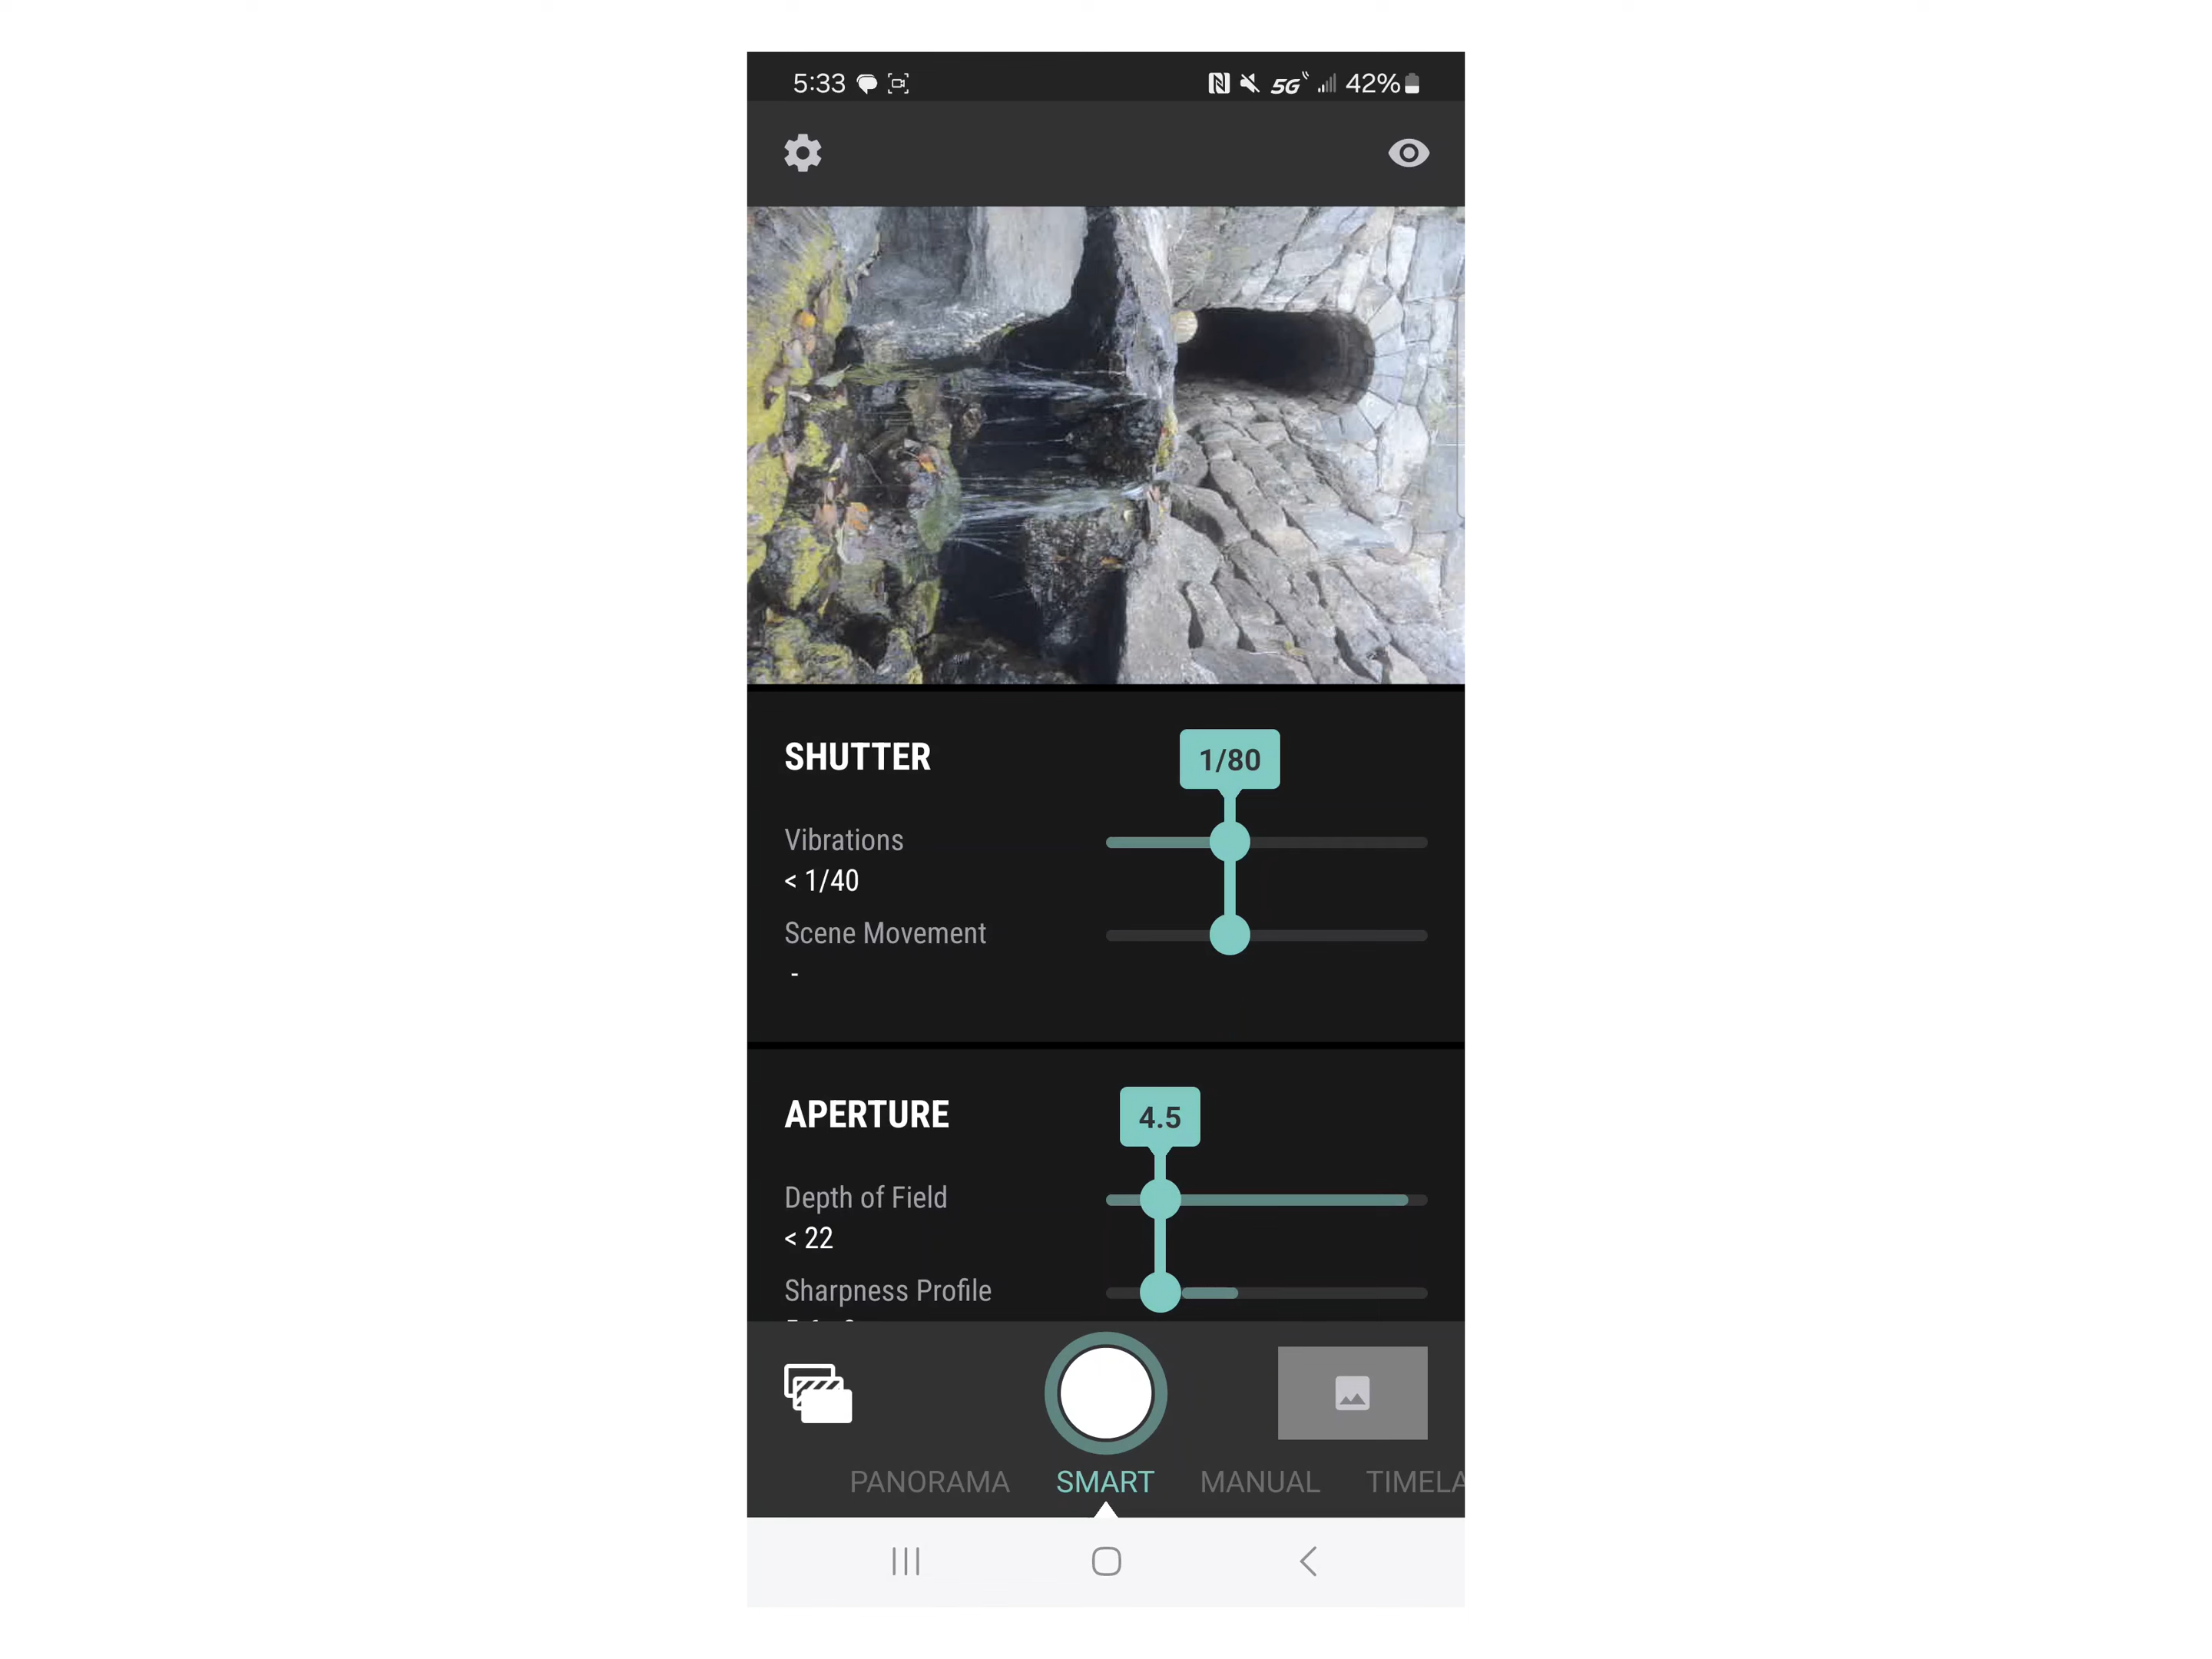 5:33 5G 42%
SHUTTER
1/80
Vibrations
< 1/40
Scene Movement
-
APERTURE
4.5
Depth of Field
< 22
Sharpness Profile
PANORAMA SMART MANUAL TIMELA